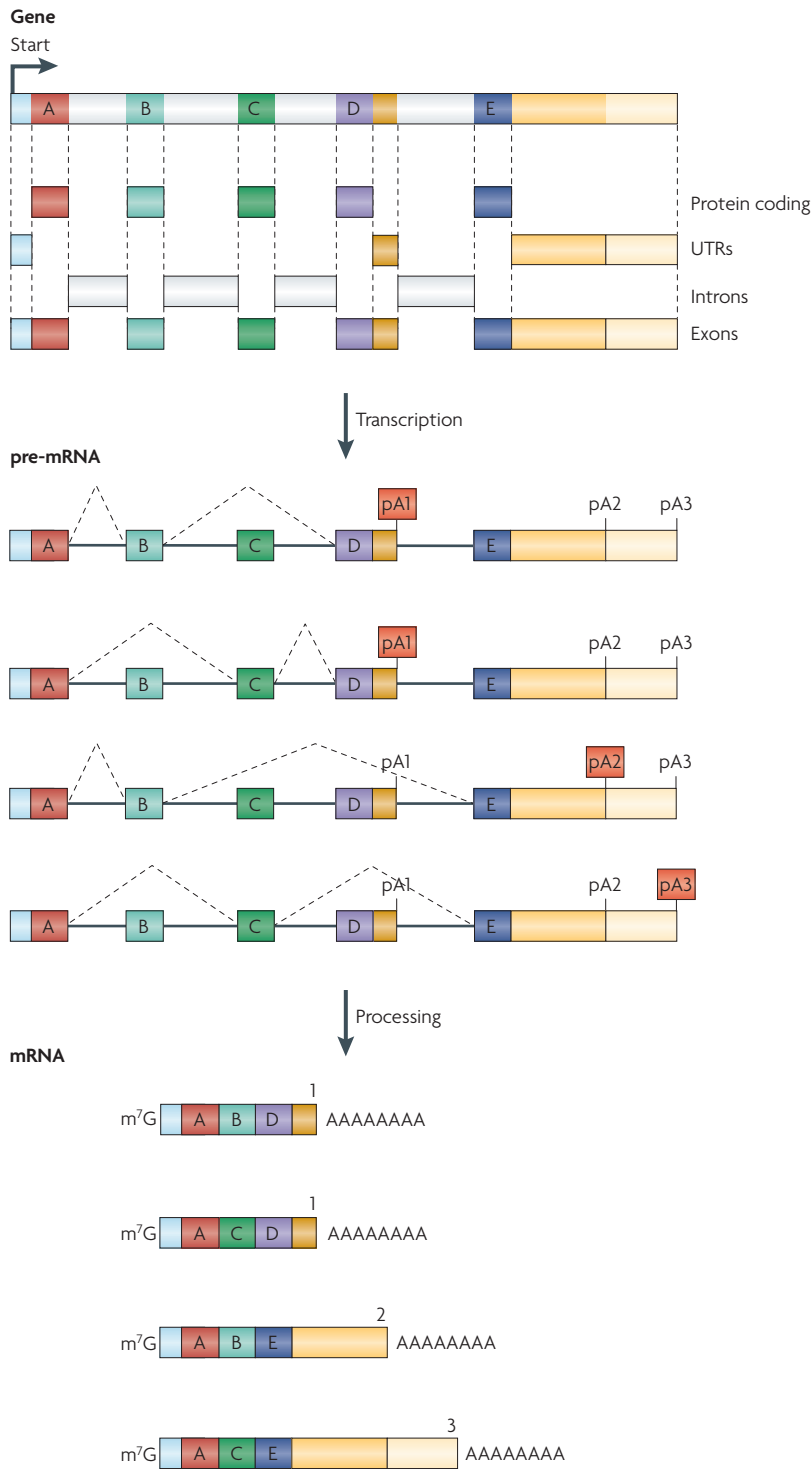 Gene
Start
A B C D E
Protein coding
UTRs
Introns
Exons
Transcription
pre-mRNA
pA1 pA2 pA3
A B C D E
pA1 pA2 pA3
A B C D E
pA1 pA2 pA3
A B C D E
pA1 pA2 pA3
A B C D E
Processing
mRNA
1
m⁷G A B D AAAAAAAA
1
m⁷G A C D AAAAAAAA
2
m⁷G A B E AAAAAAAA
3
m⁷G A C E AAAAAAAA